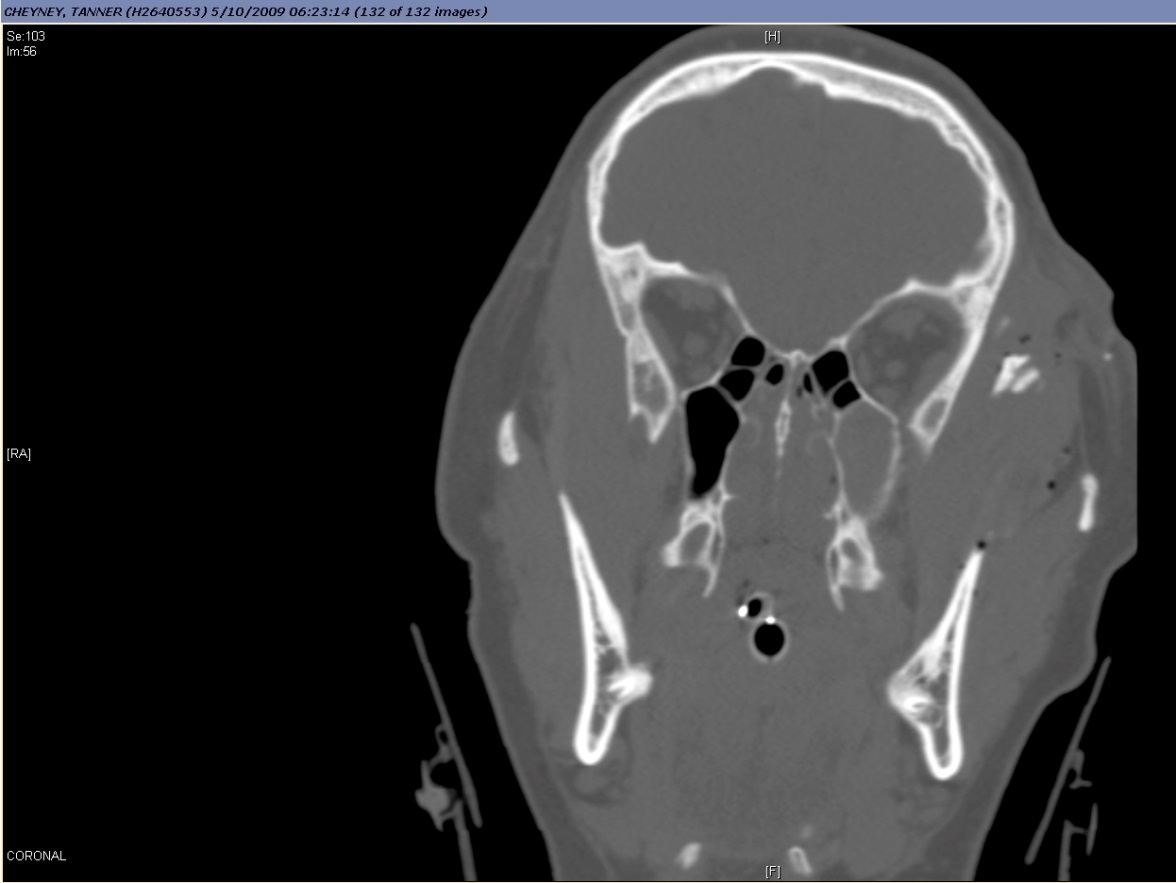 CHEYNEY, TANNER (H2640553) 5/10/2009 06:23:14 (132 of 132 images)
Se:103
Im:56
[H]
[RA]
CORONAL
[F]